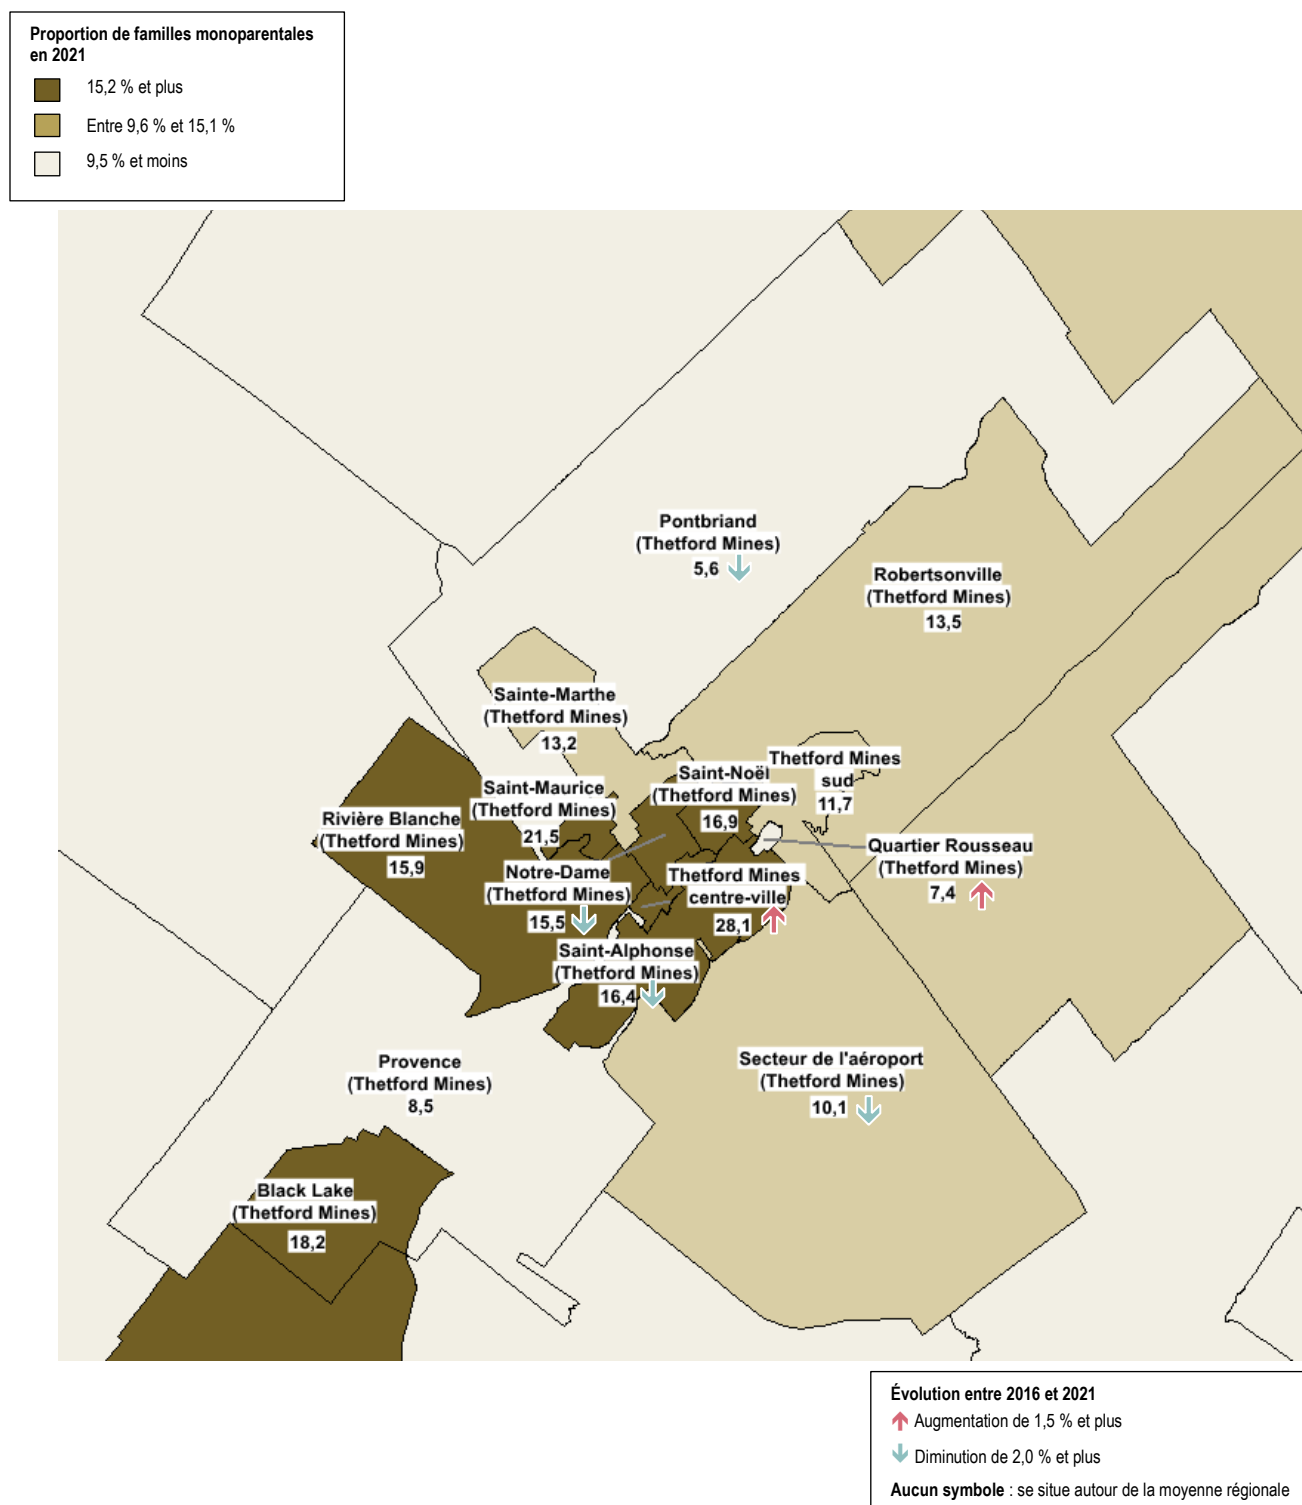 Proportion de familles monoparentales
en 2021
15,2 % et plus
Entre 9,6 % et 15,1 %
9,5 % et moins
Pontbriand
(Thetford Mines)
5,6
Robertsonville
(Thetford Mines)
13,5
Sainte-Marthe
(Thetford Mines)
13,2
Thetford Mines
sud
11,7
Saint-Noël
(Thetford Mines)
16,9
Saint-Maurice
(Thetford Mines)
21,5
Rivière Blanche
(Thetford Mines)
15,9
Quartier Rousseau
(Thetford Mines)
7,4
Notre-Dame
(Thetford Mines)
15,5
Thetford Mines
centre-ville
28,1
Saint-Alphonse
(Thetford Mines)
16,4
Provence
(Thetford Mines)
8,5
Secteur de l'aéroport
(Thetford Mines)
10,1
Black Lake
(Thetford Mines)
18,2
Évolution entre 2016 et 2021
Augmentation de 1,5 % et plus
Diminution de 2,0 % et plus
Aucun symbole : se situe autour de la moyenne régionale